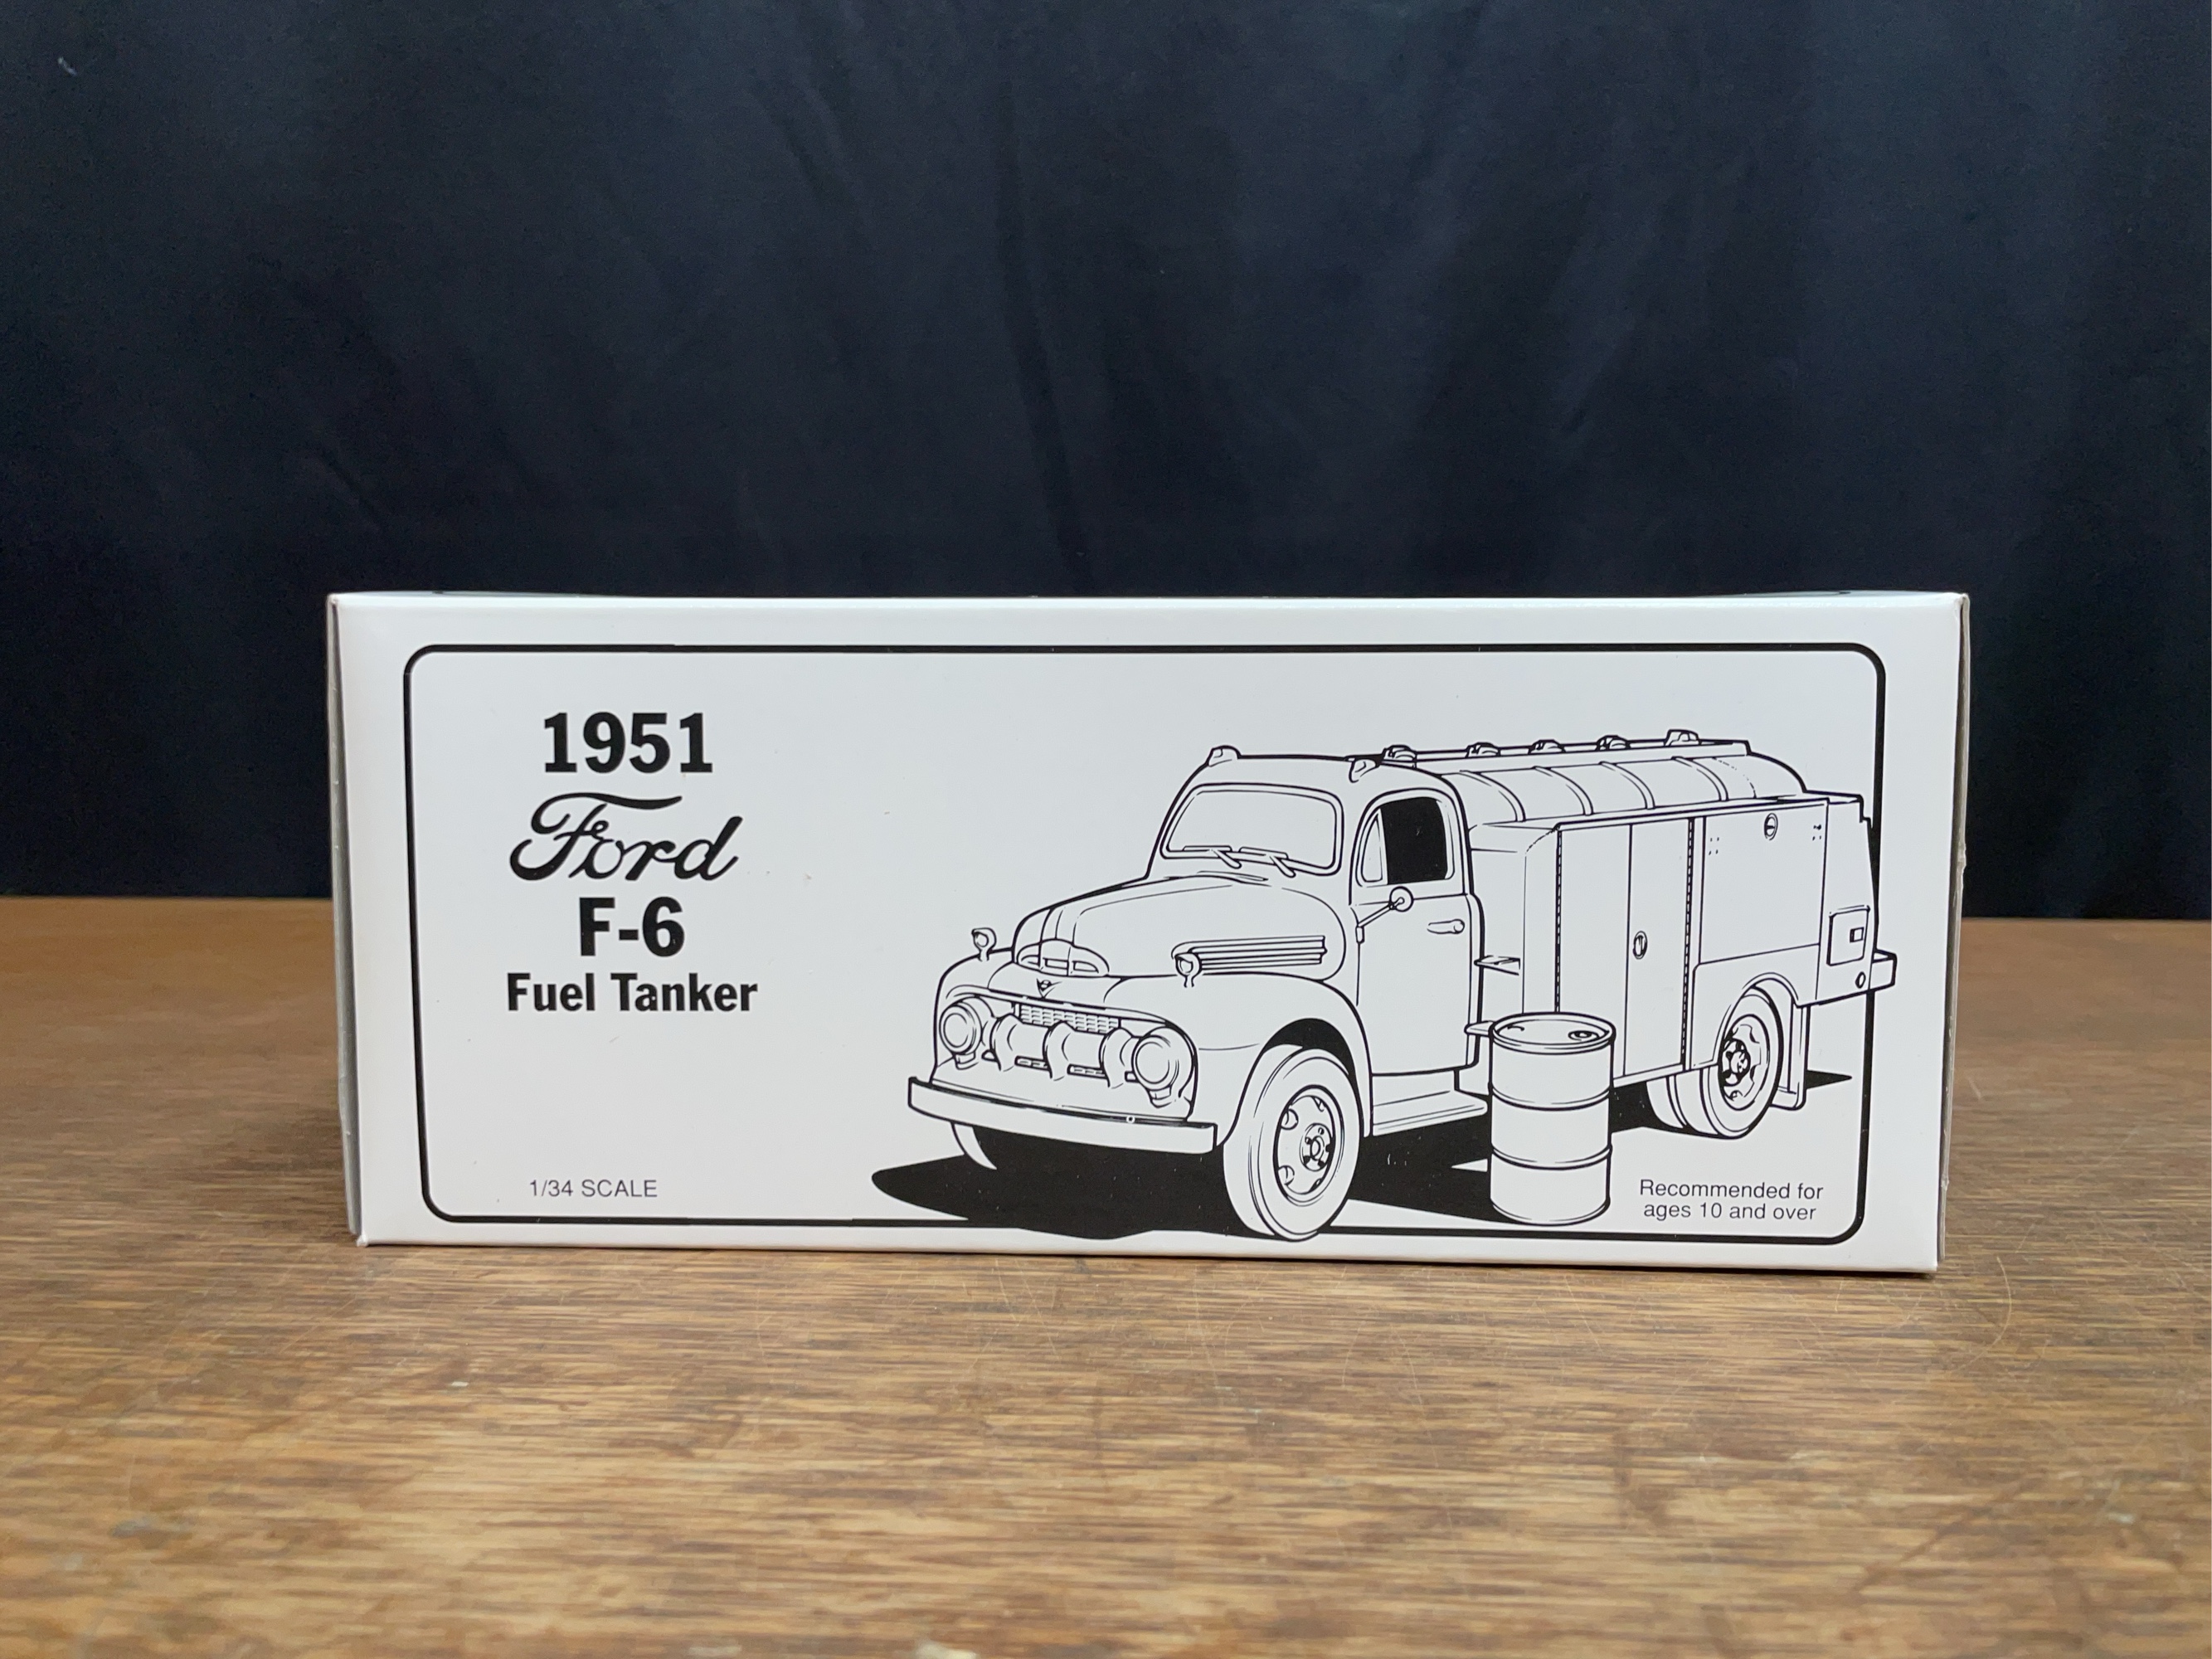 1951
Ford
F-6
Fuel Tanker
1/34 SCALE
Recommended for
ages 10 and over